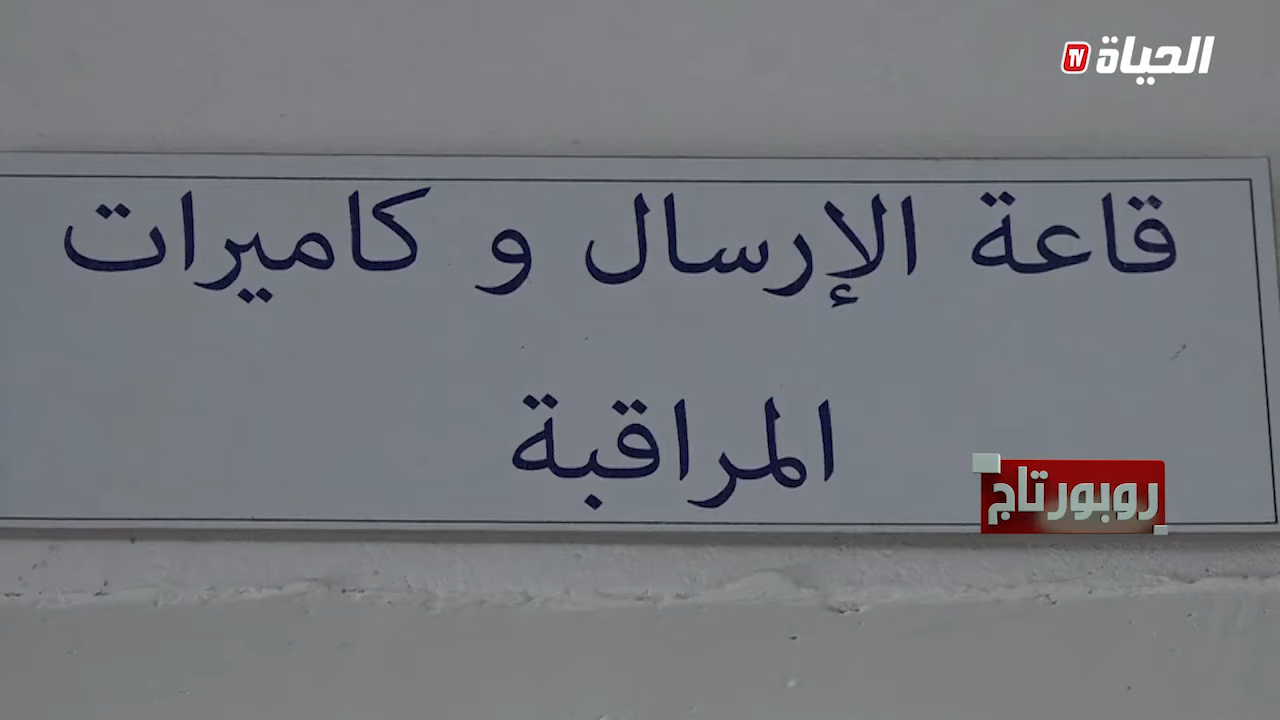 الحياة TV
قاعة الإرسال و كاميرات
المراقبة
روبورتاج